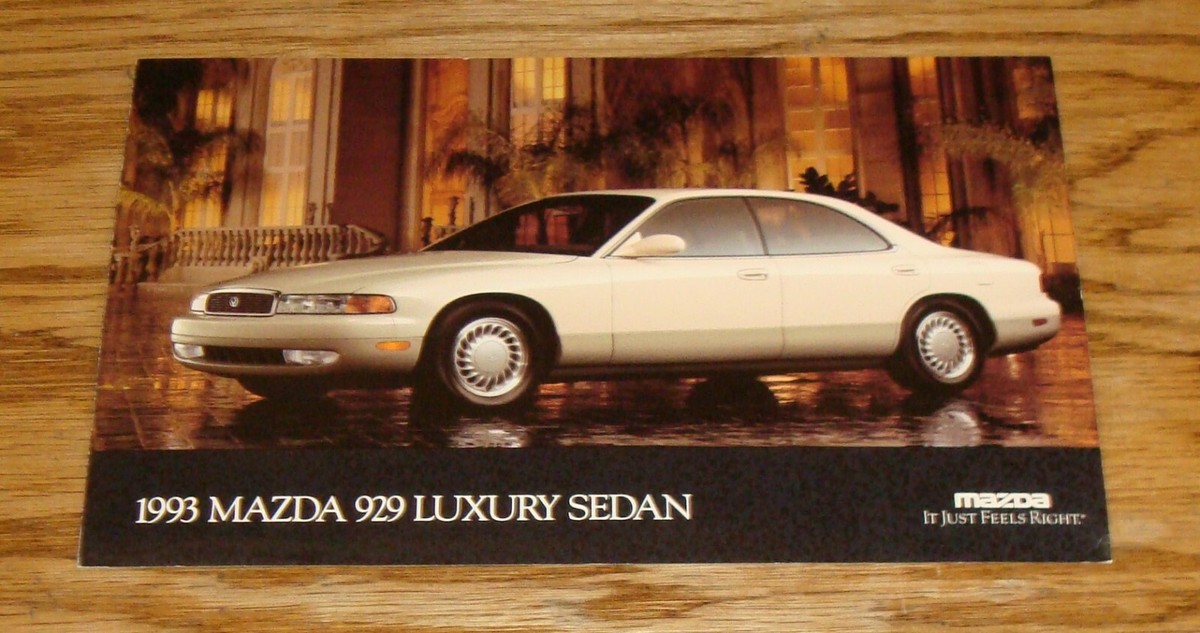 1993 MAZDA 929 LUXURY SEDAN
mazda
IT JUST FEELS RIGHT.